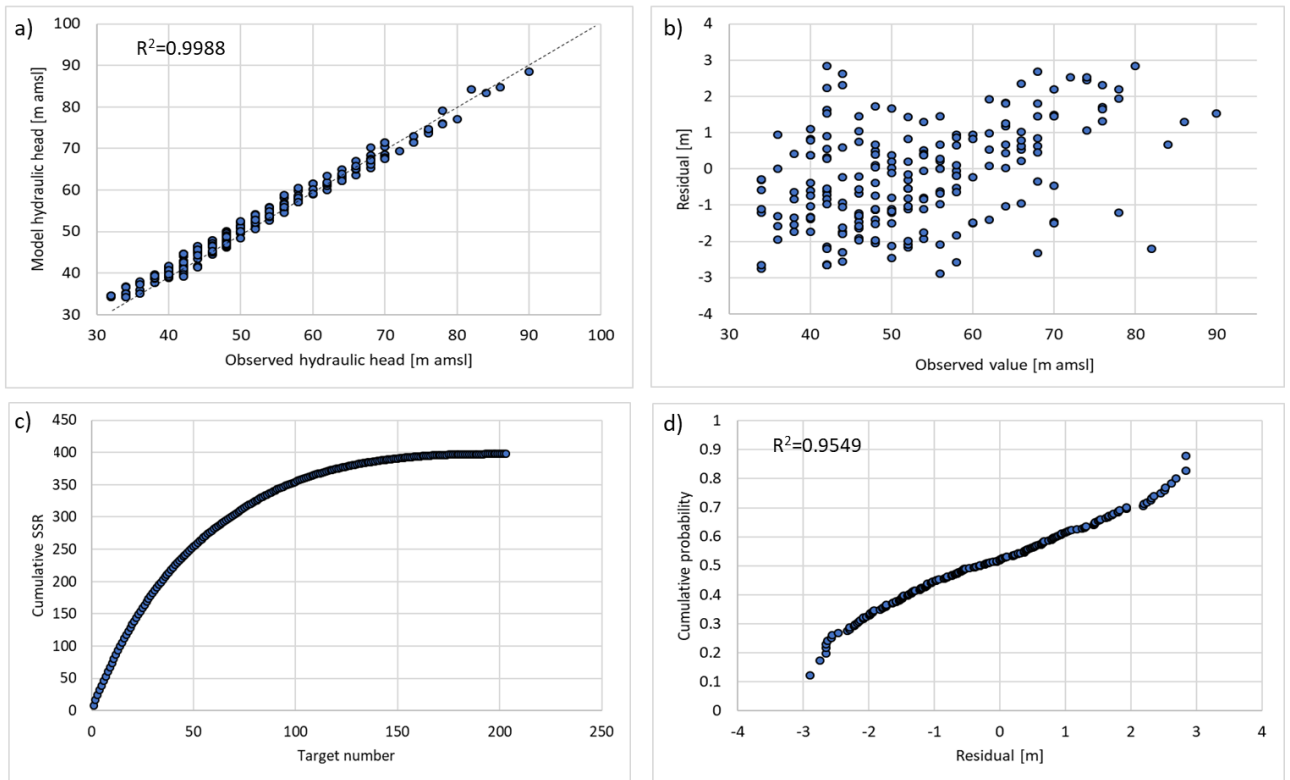 a)
R²=0.9988
Model hydraulic head [m amsl]
100
90
80
70
60
50
40
30
30 40 50 60 70 80 90 100
Observed hydraulic head [m amsl]
b)
Residual [m]
4
3
2
1
0
-1
-2
-3
-4
30 40 50 60 70 80 90
Observed value [m amsl]
c)
Cumulative SSR
450
400
350
300
250
200
150
100
50
0
0 50 100 150 200 250
Target number
d)
R²=0.9549
Cumulative probability
1
0.9
0.8
0.7
0.6
0.5
0.4
0.3
0.2
0.1
0
-4 -3 -2 -1 0 1 2 3 4
Residual [m]